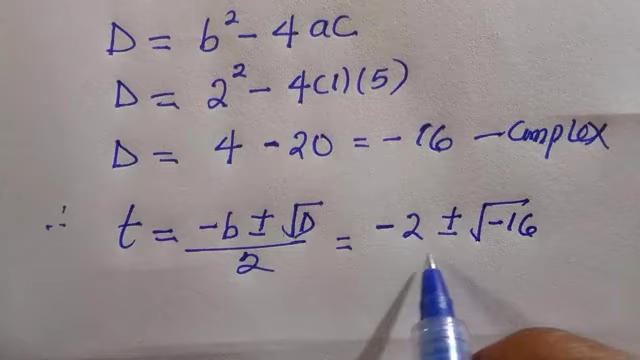 D = b² - 4ac
D = 2² - 4(1)(5)
D = 4 - 20 = -16 - Complex
∴ t = (-b ± √D)/2 = -2 ± √-16